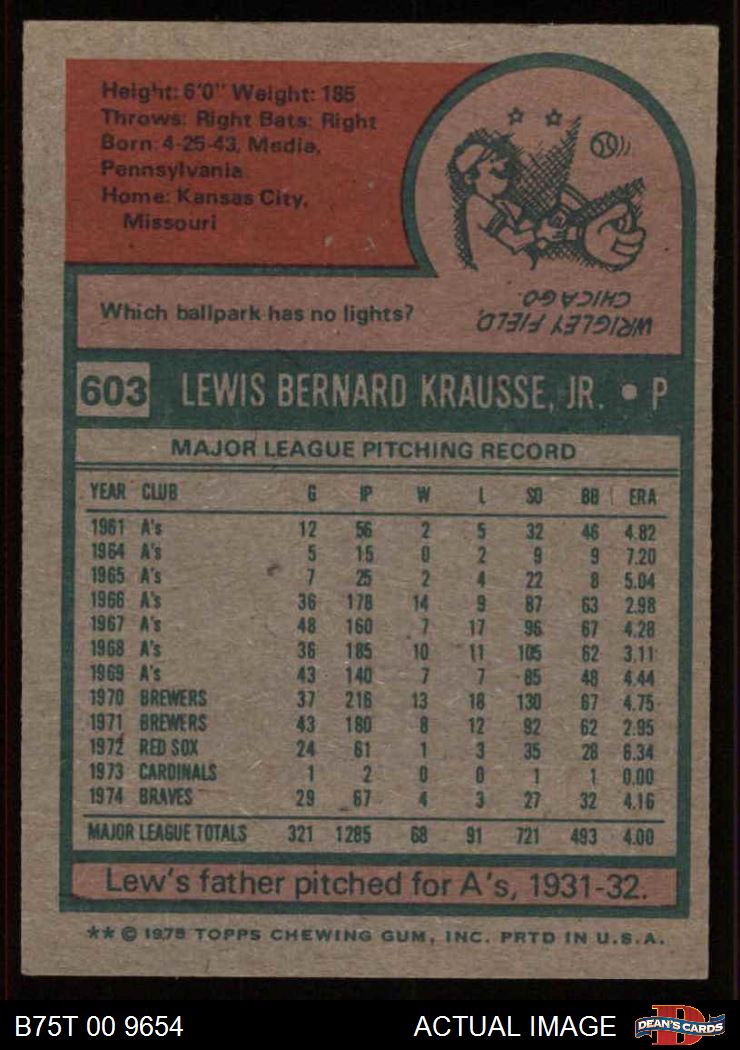 Height: 6'0" Weight: 185
Throws: Right Bats: Right
Born: 4-25-43, Media,
Pennsylvania
Home: Kansas City,
Missouri
Which ballpark has no lights?
WRIGLEY FIELD,
CHICAGO.
603 LEWIS BERNARD KRAUSSE, JR. • P
MAJOR LEAGUE PITCHING RECORD
YEAR CLUB G IP W L SO BB ERA
1961 A's 12 56 2 5 32 46 4.82
1964 A's 5 15 0 2 9 9 7.20
1965 A's 7 25 2 4 22 8 5.04
1966 A's 36 178 14 9 87 63 2.98
1967 A's 48 160 7 17 96 67 4.28
1968 A's 36 185 10 11 105 62 3.11
1969 A's 43 140 7 7 85 48 4.44
1970 BREWERS 37 216 13 18 130 67 4.75
1971 BREWERS 43 180 8 12 92 62 2.95
1972 RED SOX 24 61 1 3 35 28 6.34
1973 CARDINALS 1 2 0 0 1 1 0.00
1974 BRAVES 29 67 4 3 27 32 4.16
MAJOR LEAGUE TOTALS 321 1285 68 91 721 493 4.00
Lew's father pitched for A's, 1931-32.
** © 1975 TOPPS CHEWING GUM, INC. PRTD IN U.S.A.
B75T 00 9654 ACTUAL IMAGE
D
DEAN'S CARDS